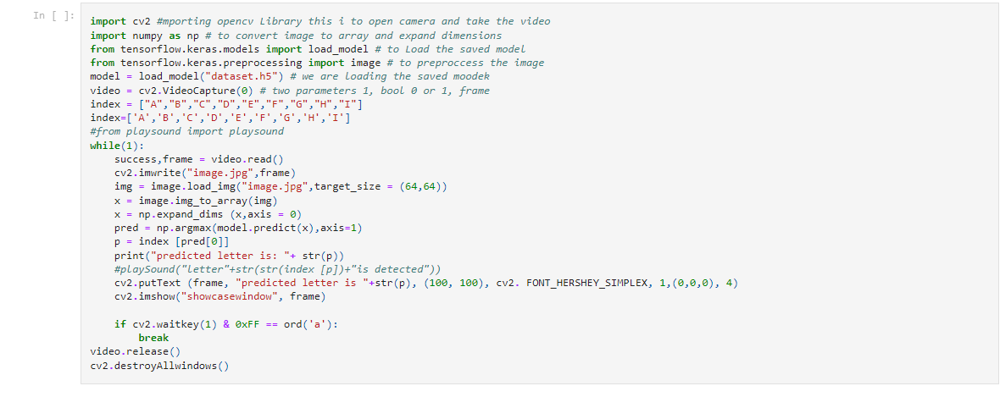 In [ ]:
import cv2 #mporting opencv Library this i to open camera and take the video
import numpy as np # to convert image to array and expand dimensions
from tensorflow.keras.models import load_model # to Load the saved model
from tensorflow.keras.preprocessing import image # to preproccess the image
model = load_model("dataset.h5") # we are loading the saved moodek
video = cv2.VideoCapture(0) # two parameters 1, bool 0 or 1, frame
index = ["A","B","C","D","E","F","G","H","I"]
index=['A','B','C','D','E','F','G','H','I']
#from playsound import playsound
while(1):
    success,frame = video.read()
    cv2.imwrite("image.jpg",frame)
    img = image.load_img("image.jpg",target_size = (64,64))
    x = image.img_to_array(img)
    x = np.expand_dims (x,axis = 0)
    pred = np.argmax(model.predict(x),axis=1)
    p = index [pred[0]]
    print("predicted letter is: "+ str(p))
    #playSound("letter"+str(str(index [p])+"is detected"))
    cv2.putText (frame, "predicted letter is "+str(p), (100, 100), cv2. FONT_HERSHEY_SIMPLEX, 1,(0,0,0), 4)
    cv2.imshow("showcasewindow", frame)
    if cv2.waitkey(1) & 0xFF == ord('a'):
        break
video.release()
cv2.destroyAllwindows()